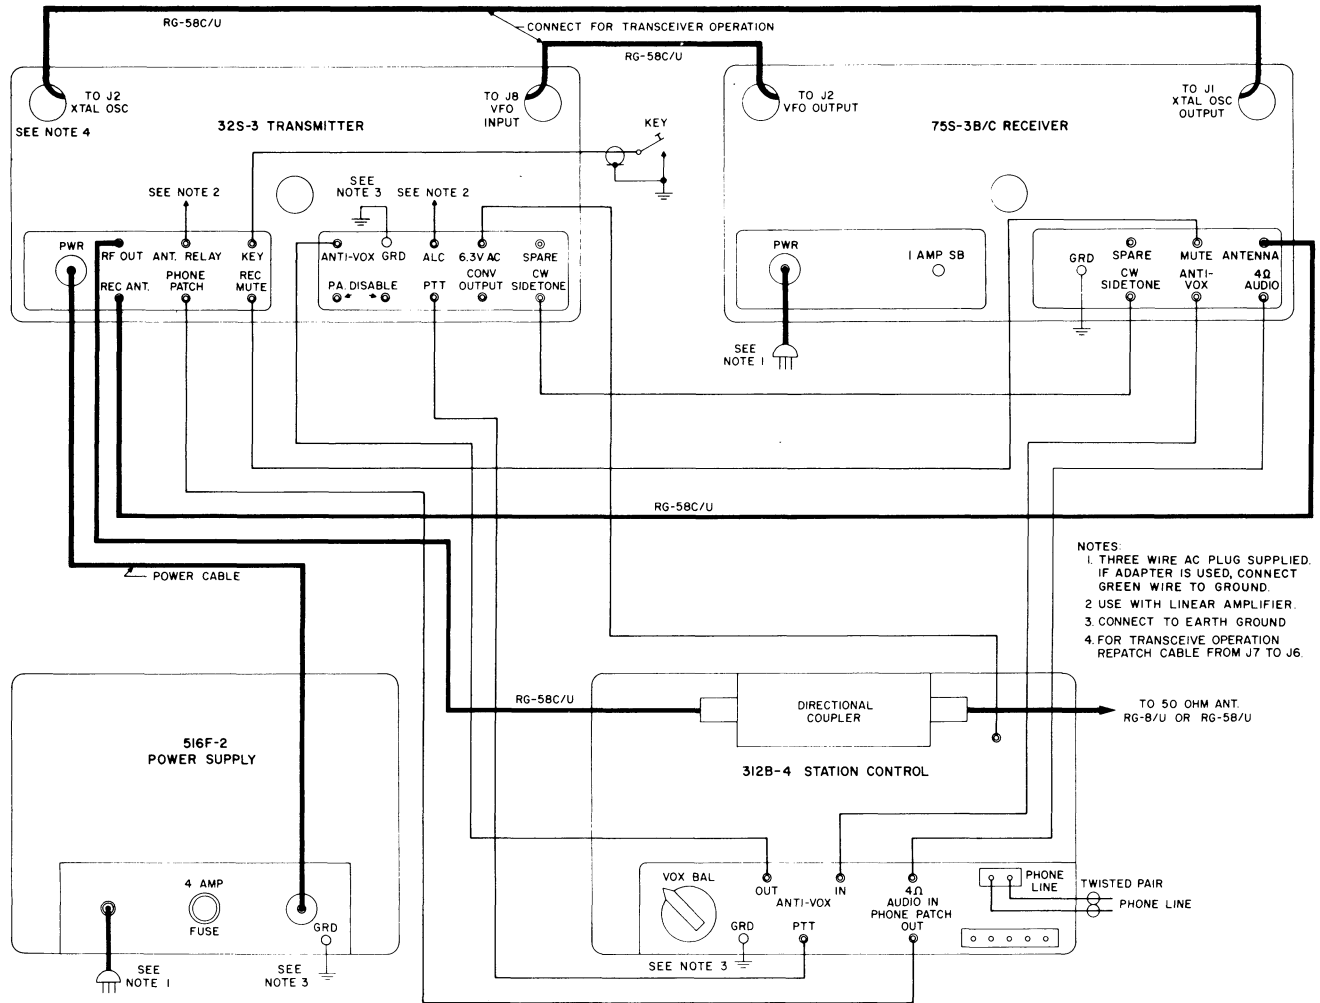 RG-58C/U
CONNECT FOR TRANSCEIVER OPERATION
RG-58C/U
TO J2
XTAL OSC
SEE NOTE 4
32S-3 TRANSMITTER
TO J8
VFO
INPUT
KEY
TO J2
VFO OUTPUT
75S-3B/C RECEIVER
TO J1
XTAL OSC
OUTPUT
SEE NOTE 2
SEE
NOTE 3
SEE NOTE 2
PWR
RF OUT
ANT. RELAY
KEY
REC ANT.
PHONE
PATCH
REC
MUTE
ANTI-VOX
GRD
ALC
6.3V AC
SPARE
P.A. DISABLE
PTT
CONV
OUTPUT
CW
SIDETONE
PWR
1 AMP SB
GRD
SPARE
MUTE
ANTENNA
CW
SIDETONE
ANTI-
VOX
4Ω
AUDIO
SEE
NOTE 1
RG-58C/U
POWER CABLE
NOTES:
1. THREE WIRE AC PLUG SUPPLIED.
IF ADAPTER IS USED, CONNECT
GREEN WIRE TO GROUND.
2 USE WITH LINEAR AMPLIFIER.
3. CONNECT TO EARTH GROUND
4. FOR TRANSCEIVE OPERATION
REPATCH CABLE FROM J7 TO J6.
RG-58C/U
DIRECTIONAL
COUPLER
TO 50 OHM ANT.
RG-8/U OR RG-58/U
516F-2
POWER SUPPLY
312B-4 STATION CONTROL
4 AMP
FUSE
GRD
SEE
NOTE 1
SEE
NOTE 3
VOX BAL
OUT
IN
ANTI-VOX
4Ω
AUDIO IN
PHONE PATCH
OUT
GRD
PTT
SEE NOTE 3
PHONE
LINE
TWISTED PAIR
PHONE LINE